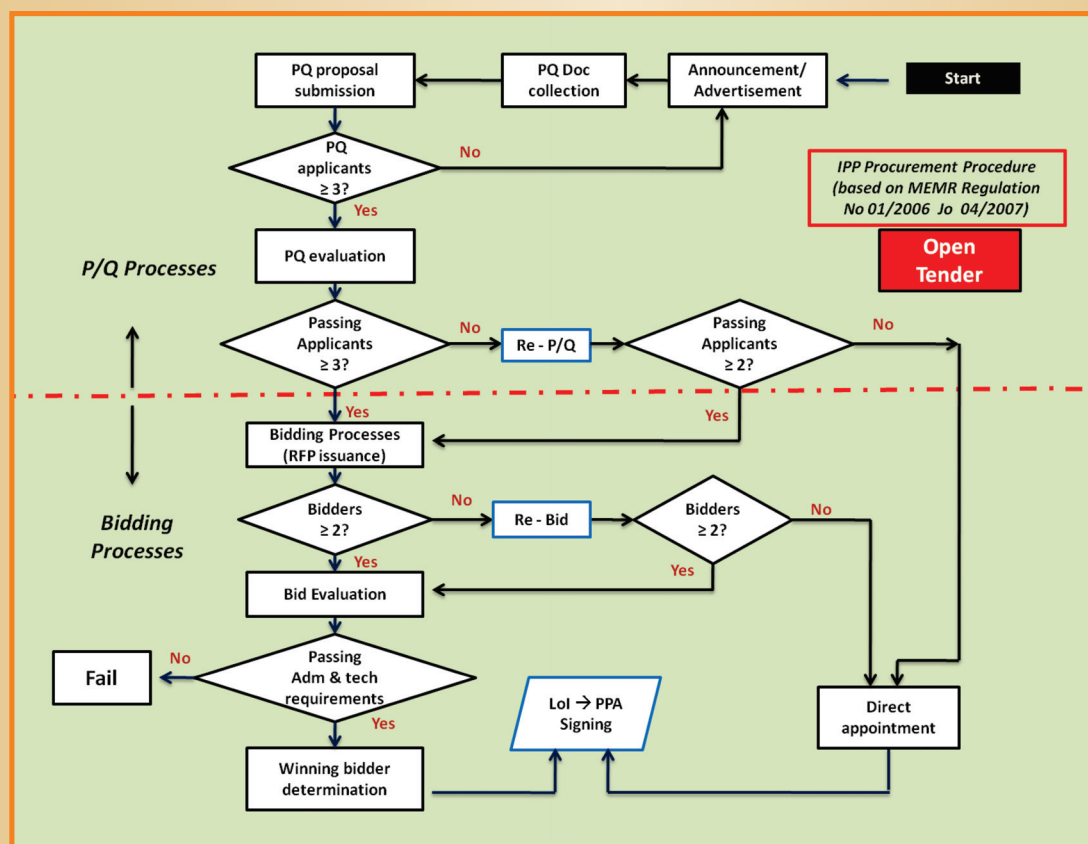 PQ proposal
submission
PQ Doc
collection
Announcement/
Advertisement
Start
PQ
applicants
≥ 3?
No
Yes
IPP Procurement Procedure
(based on MEMR Regulation
No 01/2006 Jo 04/2007)
Open
Tender
PQ evaluation
P/Q Processes
Passing
Applicants
≥ 3?
No
Re - P/Q
Passing
Applicants
≥ 2?
No
Yes
Yes
Bidding Processes
(RFP issuance)
Bidders
≥ 2?
No
Re - Bid
Bidders
≥ 2?
No
Bidding
Processes
Yes
Yes
Bid Evaluation
Passing
Adm & tech
requirements
No
Fail
Yes
LoI → PPA
Signing
Direct
appointment
Winning bidder
determination